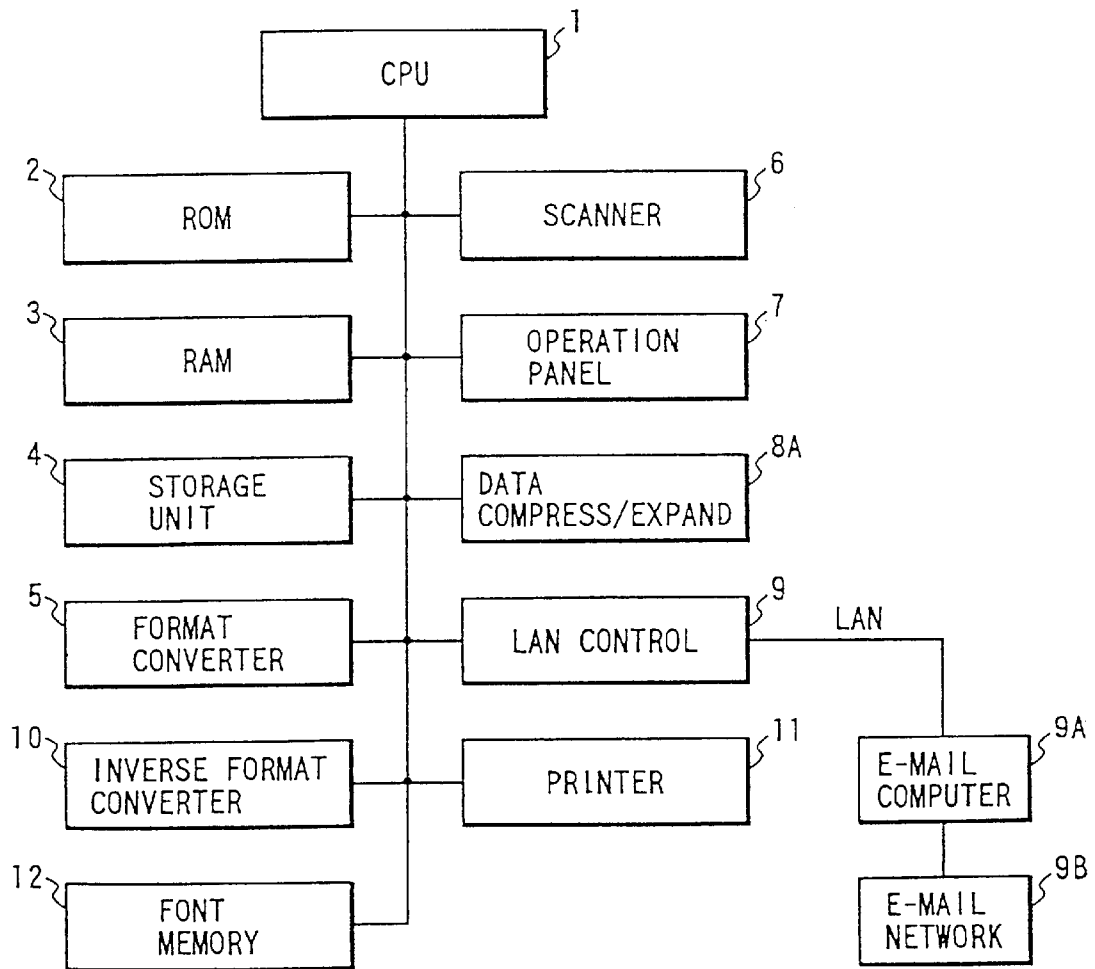 1
CPU
2
ROM
6
SCANNER
3
RAM
7
OPERATION
PANEL
4
STORAGE
UNIT
8A
DATA
COMPRESS/EXPAND
5
FORMAT
CONVERTER
9
LAN CONTROL
LAN
10
INVERSE FORMAT
CONVERTER
11
PRINTER
9A
E-MAIL
COMPUTER
12
FONT
MEMORY
9B
E-MAIL
NETWORK